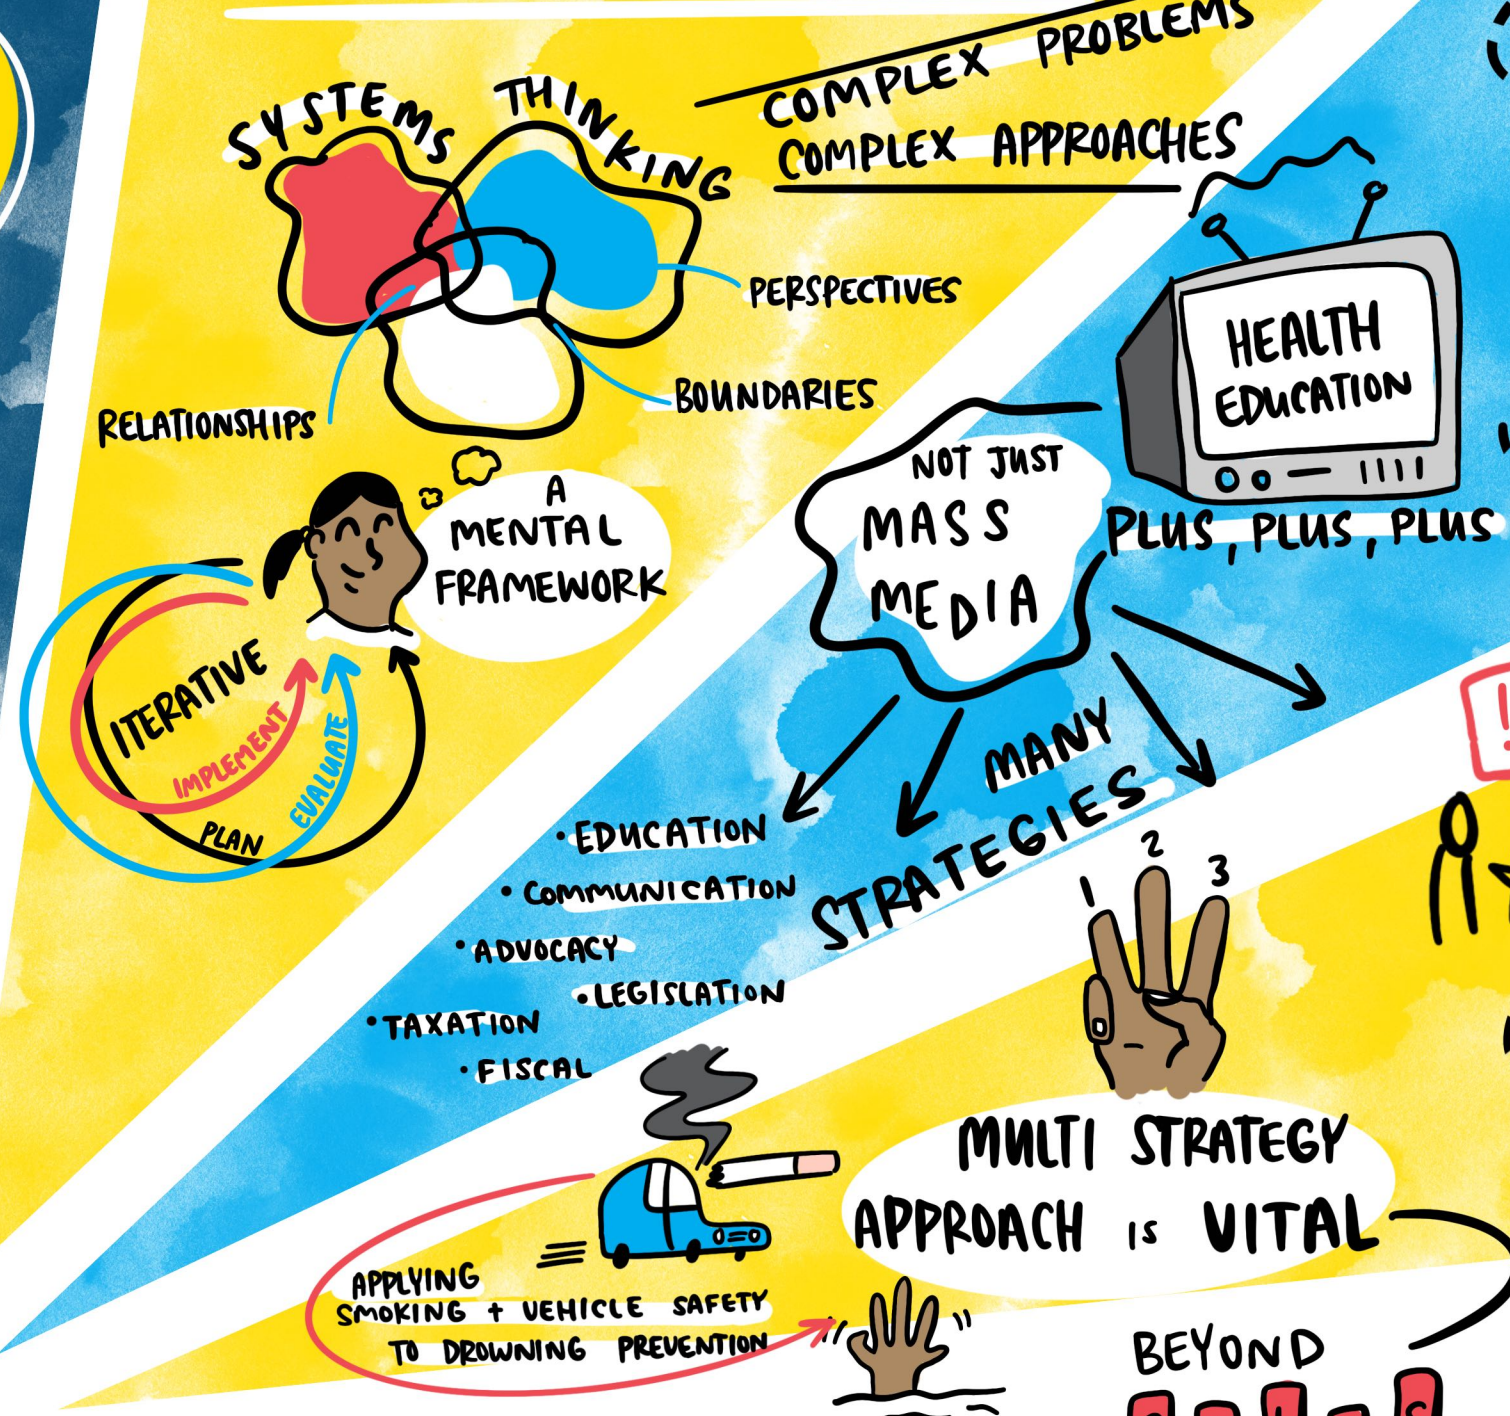 COMPLEX PROBLEMS
COMPLEX APPROACHES
SYSTEMS THINKING
PERSPECTIVES
BOUNDARIES
RELATIONSHIPS
A
MENTAL
FRAMEWORK
ITERATIVE
IMPLEMENT
EVALUATE
PLAN
HEALTH
EDUCATION
PLUS, PLUS, PLUS
NOT JUST
MASS
MEDIA
MANY
STRATEGIES
• EDUCATION
• COMMUNICATION
• ADVOCACY
• LEGISLATION
• TAXATION
• FISCAL
1 2 3
MULTI STRATEGY
APPROACH IS VITAL
APPLYING
SMOKING + VEHICLE SAFETY
TO DROWNING PREVENTION
BEYOND